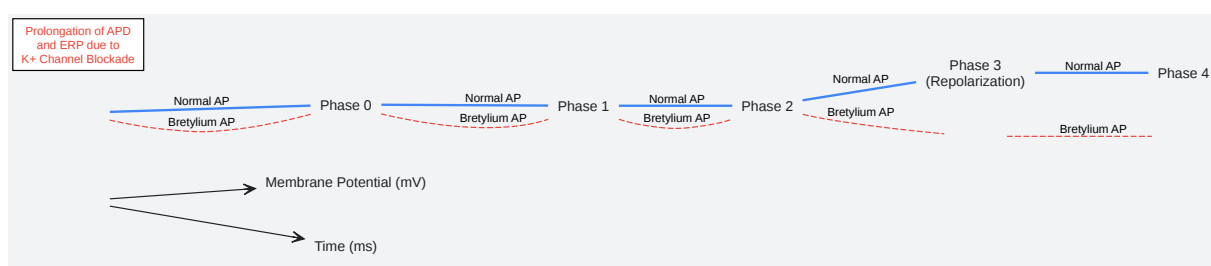 Prolongation of APD
and ERP due to
K+ Channel Blockade
Normal AP
Bretylium AP
Phase 0
Normal AP
Bretylium AP
Phase 1
Normal AP
Bretylium AP
Phase 2
Normal AP
Bretylium AP
Phase 3
(Repolarization)
Normal AP
Bretylium AP
Phase 4
Membrane Potential (mV)
Time (ms)